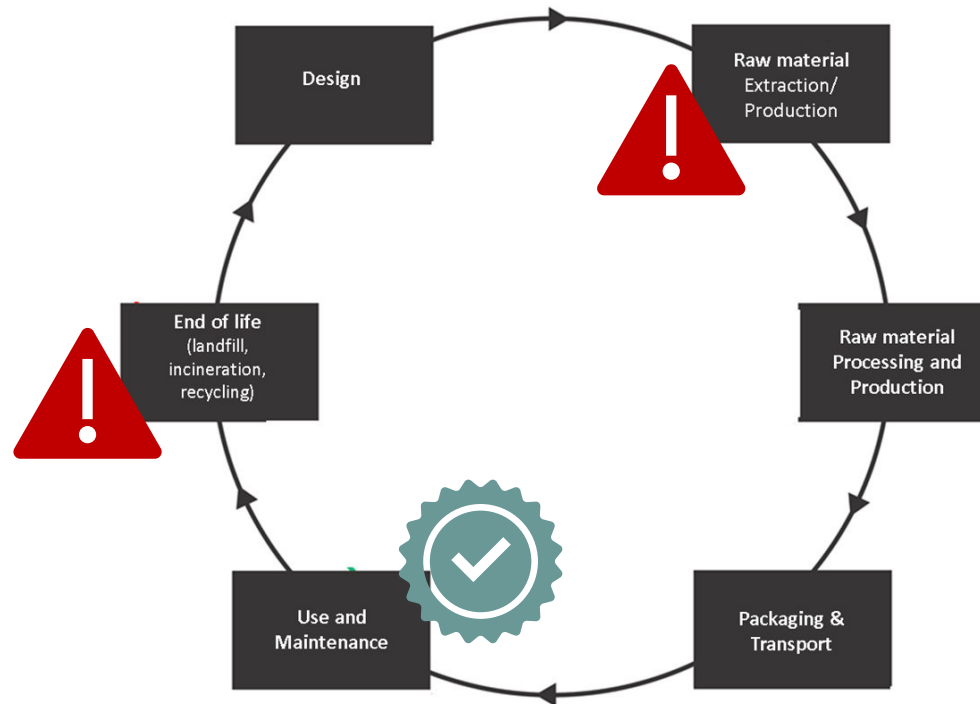 Design
Raw material
Extraction/
Production
Raw material
Processing and
Production
Packaging &
Transport
Use and
Maintenance
End of life
(landfill,
incineration,
recycling)